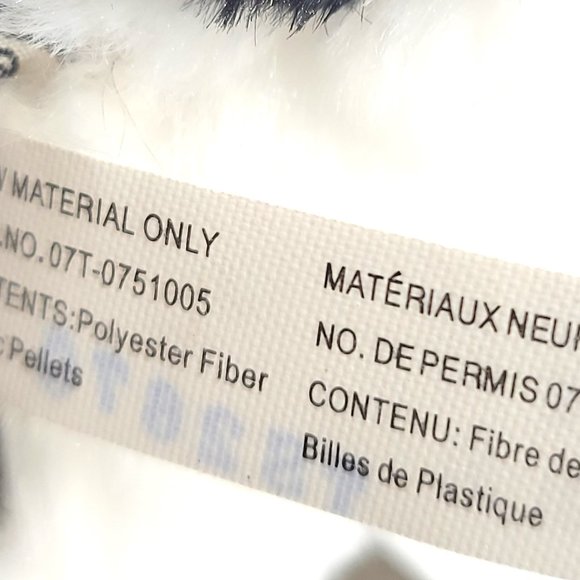 MATERIAL ONLY
.NO. 07T-0751005
TENTS:Polyester Fiber
c Pellets
MATÉRIAUX NEU
NO. DE PERMIS 07
CONTENU: Fibre de
Billes de Plastique